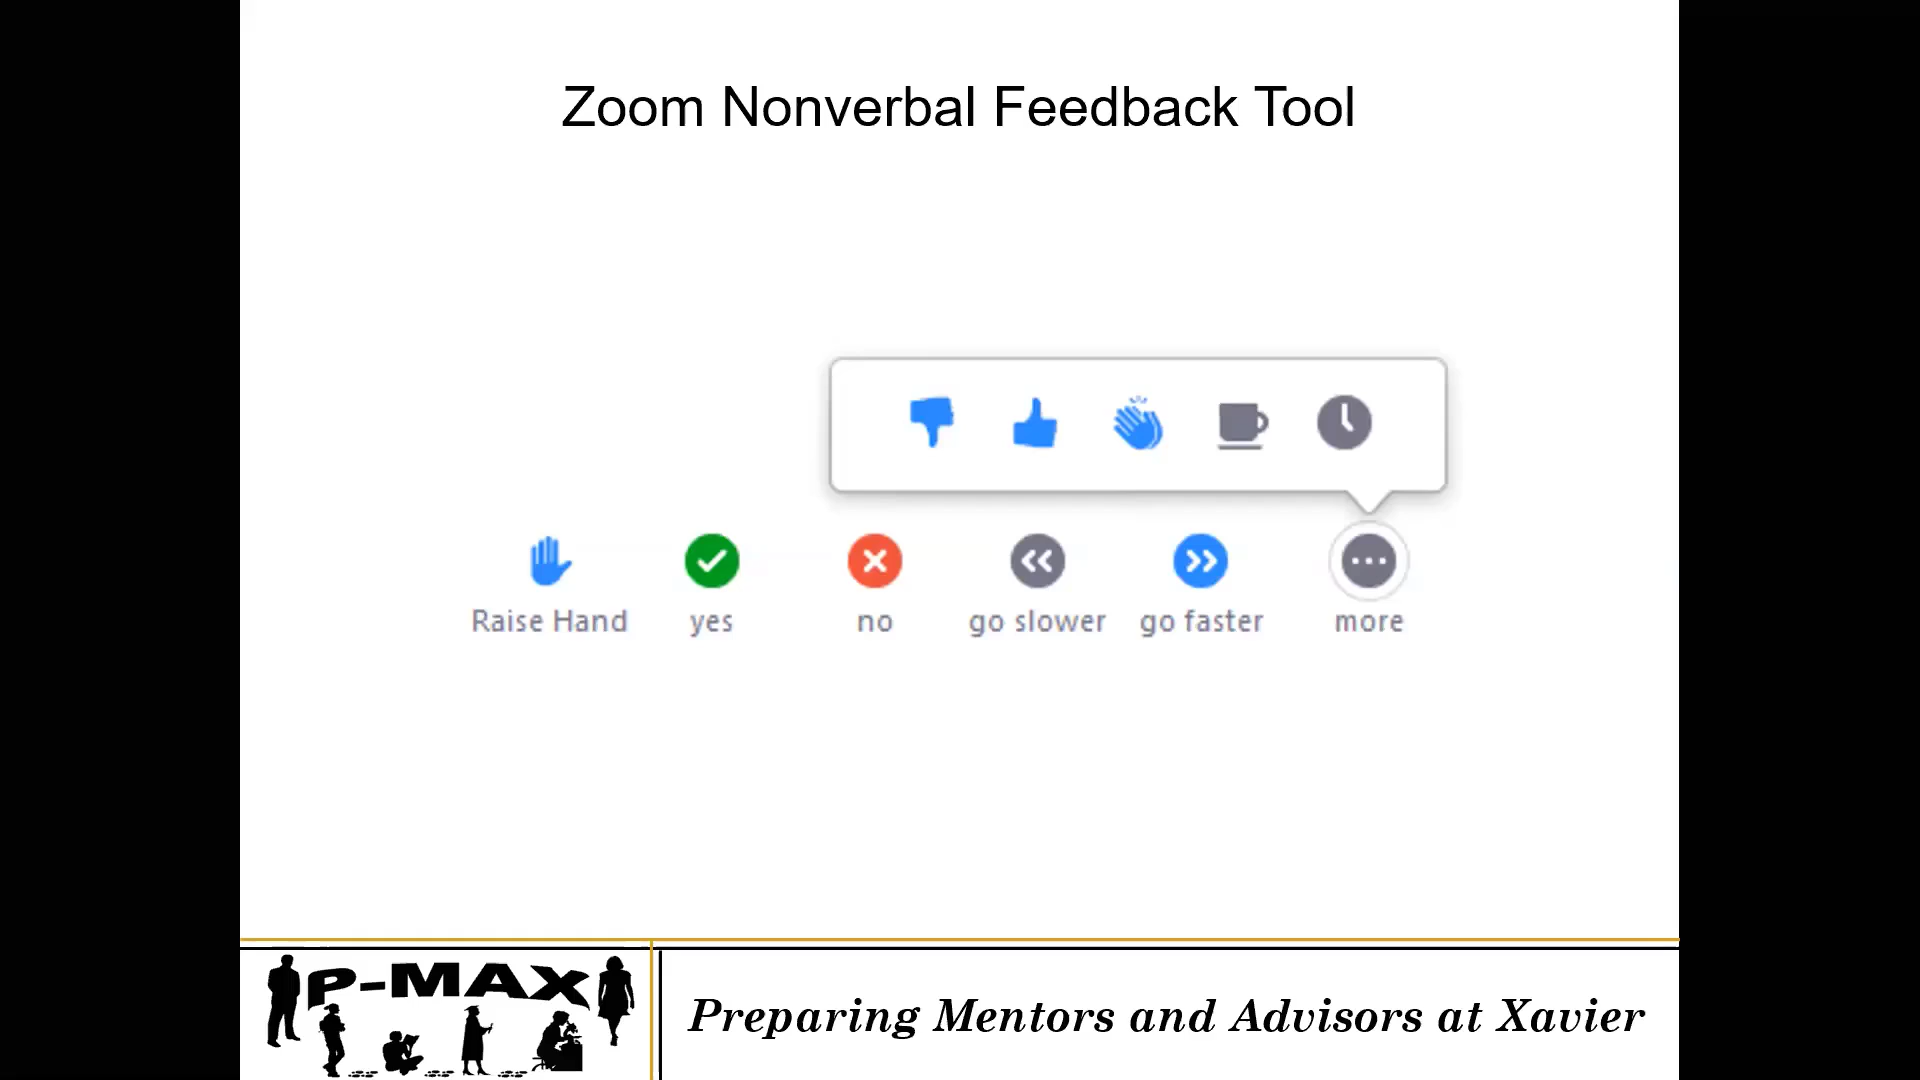 Zoom Nonverbal Feedback Tool
Raise Hand yes no go slower go faster more
P-MAX
Preparing Mentors and Advisors at Xavier